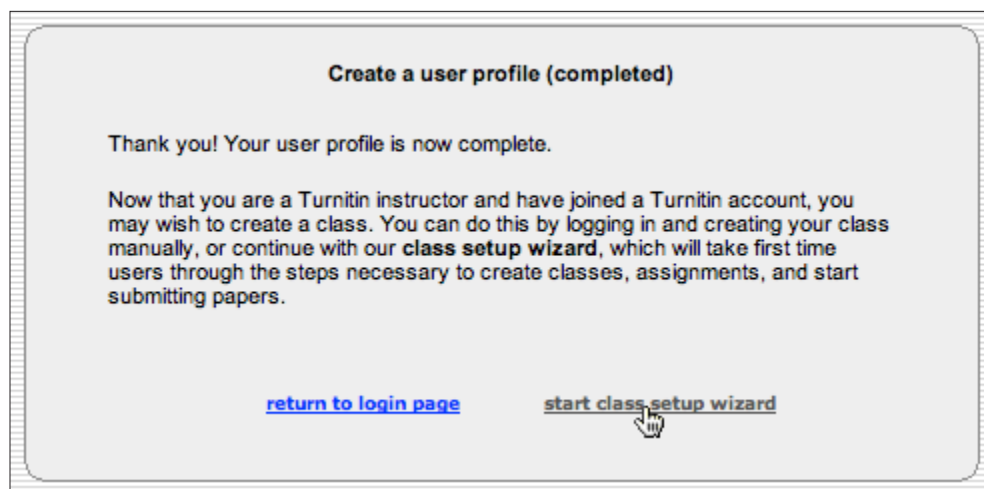 Create a user profile (completed)
Thank you! Your user profile is now complete.
Now that you are a Turnitin instructor and have joined a Turnitin account, you
may wish to create a class. You can do this by logging in and creating your class
manually, or continue with our class setup wizard, which will take first time
users through the steps necessary to create classes, assignments, and start
submitting papers.
return to login page start class setup wizard